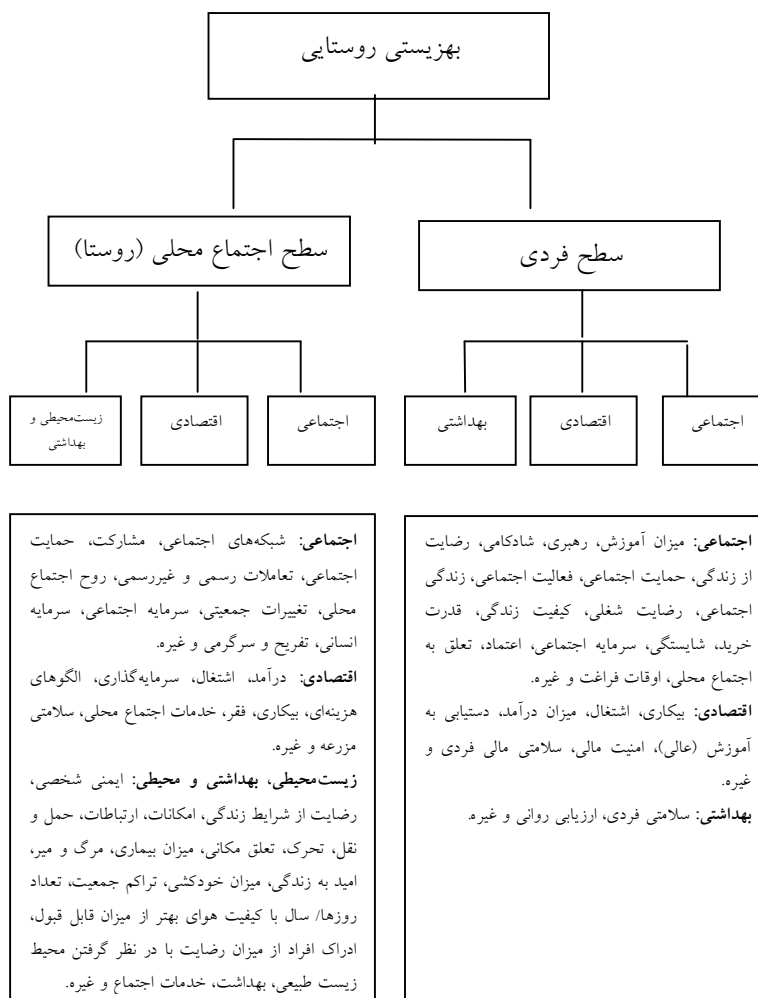 بهزیستی روستایی
سطح فردی
سطح اجتماع محلی (روستا)
اجتماعی
اقتصادی
بهداشتی
اجتماعی
اقتصادی
زیست‌محیطی و
بهداشتی
اجتماعی: میزان آموزش، رهبری، شادکامی، رضایت
از زندگی، حمایت اجتماعی، فعالیت اجتماعی، زندگی
اجتماعی، رضایت شغلی، کیفیت زندگی، قدرت
خرید، شایستگی، سرمایه اجتماعی، اعتماد، تعلق به
اجتماع محلی، اوقات فراغت و غیره.
اقتصادی: بیکاری، اشتغال، میزان درآمد، دستیابی به
آموزش (عالی)، امنیت مالی، سلامتی مالی فردی و
غیره.
بهداشتی: سلامتی فردی، ارزیابی روانی و غیره.
اجتماعی: شبکه‌های اجتماعی، مشارکت، حمایت
اجتماعی، تعاملات رسمی و غیررسمی، روح اجتماع
محلی، تغییرات جمعیتی، سرمایه اجتماعی، سرمایه
انسانی، تفریح و سرگرمی و غیره.
اقتصادی: درآمد، اشتغال، سرمایه‌گذاری، الگوهای
هزینه‌ای، بیکاری، فقر، خدمات اجتماع محلی، سلامتی
مزرعه و غیره.
زیست‌محیطی، بهداشتی و محیطی: ایمنی شخصی،
رضایت از شرایط زندگی، امکانات، ارتباطات، حمل و
نقل، تحرک، تعلق مکانی، میزان بیماری، مرگ و میر،
امید به زندگی، میزان خودکشی، تراکم جمعیت، تعداد
روزها/ سال با کیفیت هوای بهتر از میزان قابل قبول،
ادراک افراد از میزان رضایت با در نظر گرفتن محیط
زیست طبیعی، بهداشت، خدمات اجتماع و غیره.